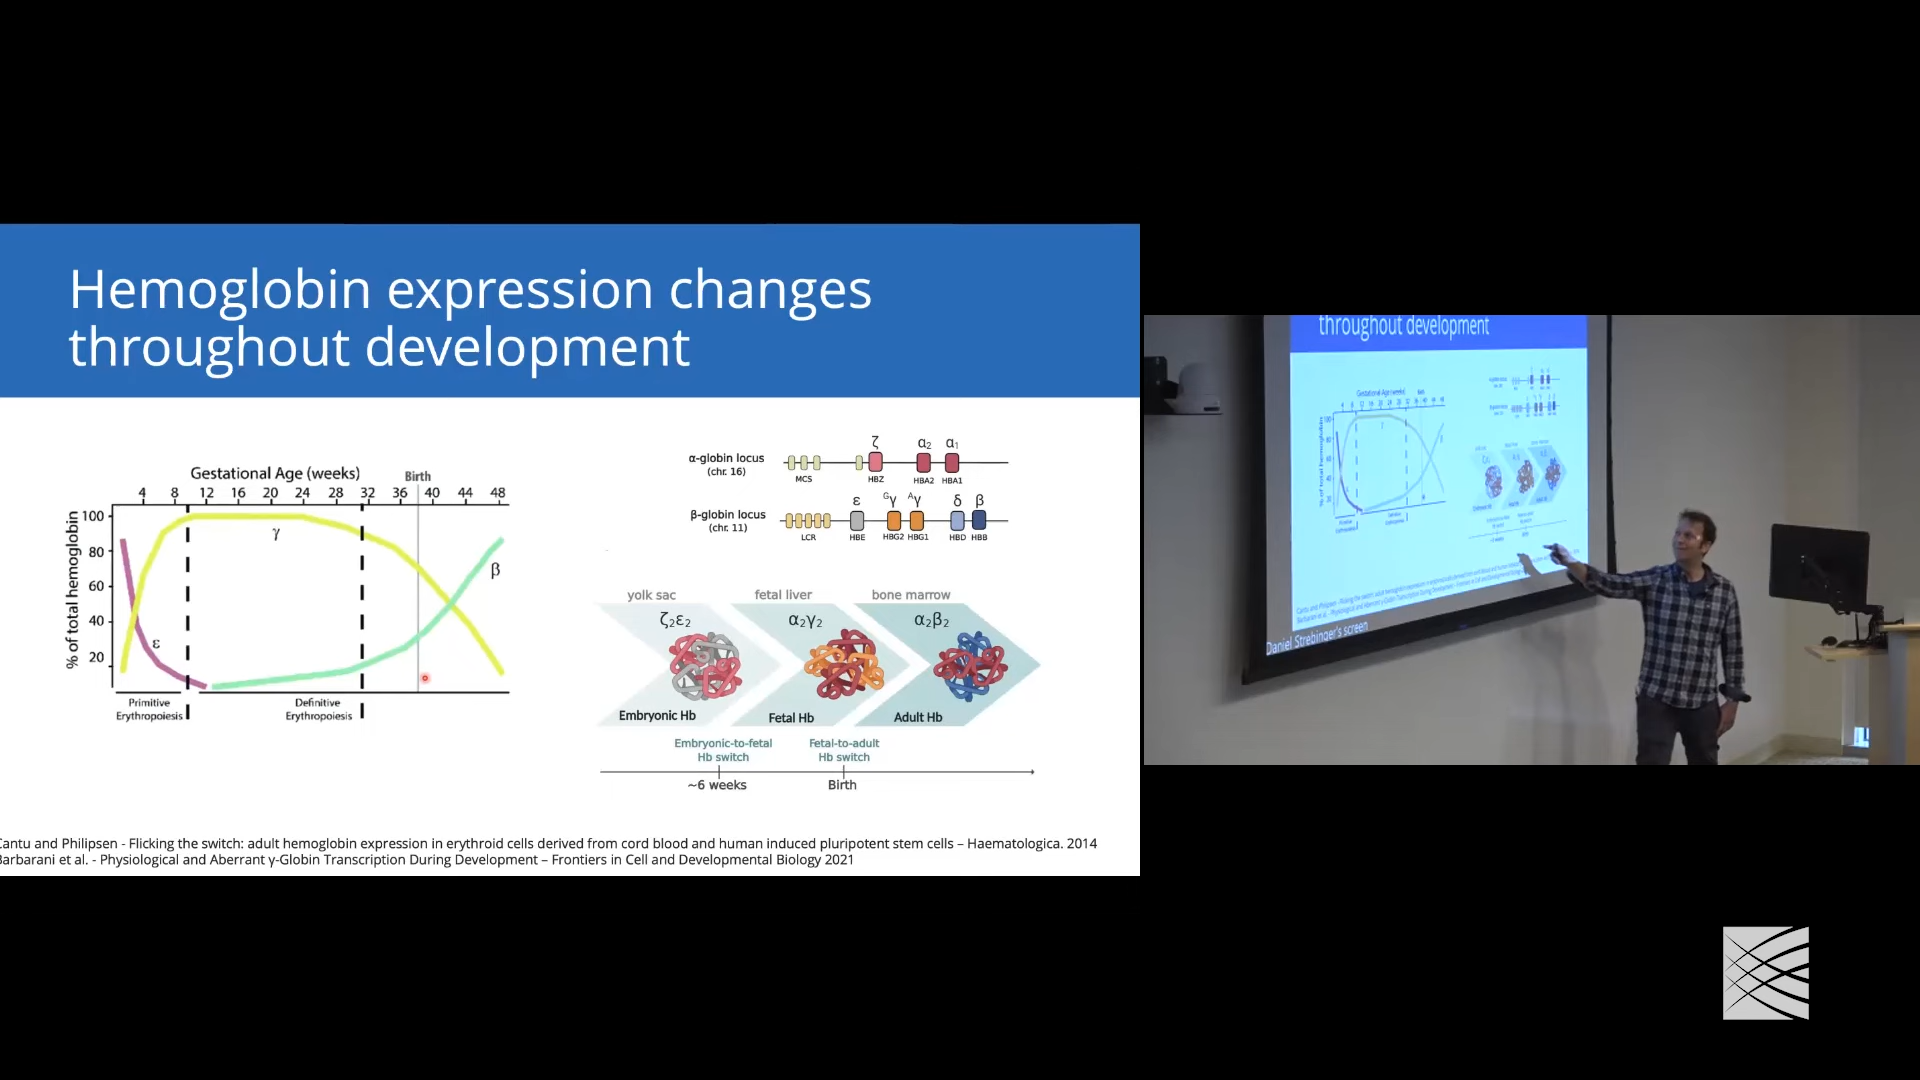 Hemoglobin expression changes
throughout development
Gestational Age (weeks)
Birth
4 8 12 16 20 24 28 32 36 40 44 48
% of total hemoglobin
100
80
60
40
20
γ
β
ε
Primitive
Erythropoiesis
Definitive
Erythropoiesis
α-globin locus
(chr. 16)
ζ α2 α1
MCS HBZ HBA2 HBA1
β-globin locus
(chr. 11)
ε Gγ Aγ δ β
LCR HBE HBG2 HBG1 HBD HBB
yolk sac fetal liver bone marrow
ζ2ε2 α2γ2 α2β2
Embryonic Hb Fetal Hb Adult Hb
Embryonic-to-fetal
Hb switch
Fetal-to-adult
Hb switch
~6 weeks Birth
Cantu and Philipsen - Flicking the switch: adult hemoglobin expression in erythroid cells derived from cord blood and human induced pluripotent stem cells – Haematologica. 2014
Barbarani et al. - Physiological and Aberrant γ-Globin Transcription During Development – Frontiers in Cell and Developmental Biology 2021
throughout development
Gestational Age (weeks)
Daniel Strebinger's screen